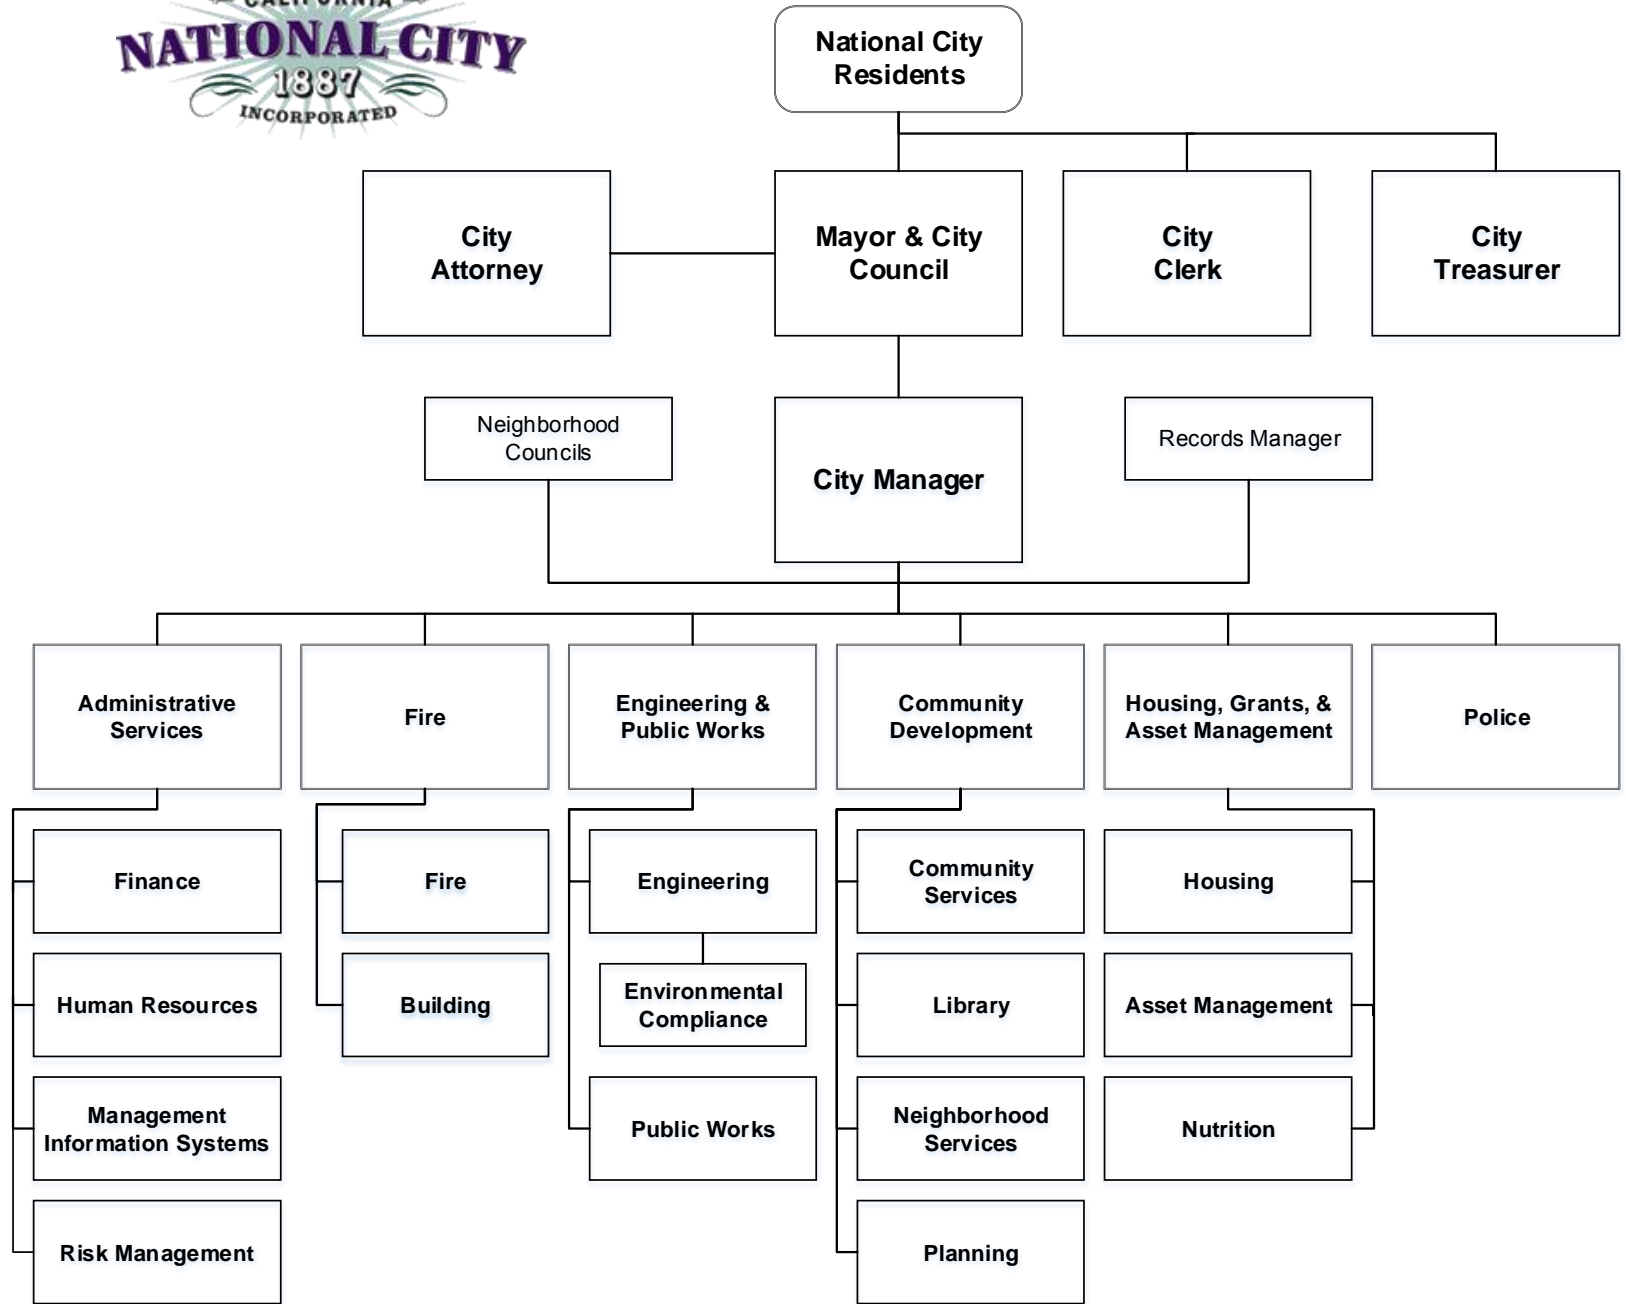 CALIFORNIA
NATIONAL CITY
1887
INCORPORATED
National City
Residents
City
Attorney
Mayor & City
Council
City
Clerk
City
Treasurer
Neighborhood
Councils
City Manager
Records Manager
Administrative
Services
Fire
Engineering &
Public Works
Community
Development
Housing, Grants, &
Asset Management
Police
Finance
Human Resources
Management
Information Systems
Risk Management
Fire
Building
Engineering
Environmental
Compliance
Public Works
Community
Services
Library
Neighborhood
Services
Planning
Housing
Asset Management
Nutrition